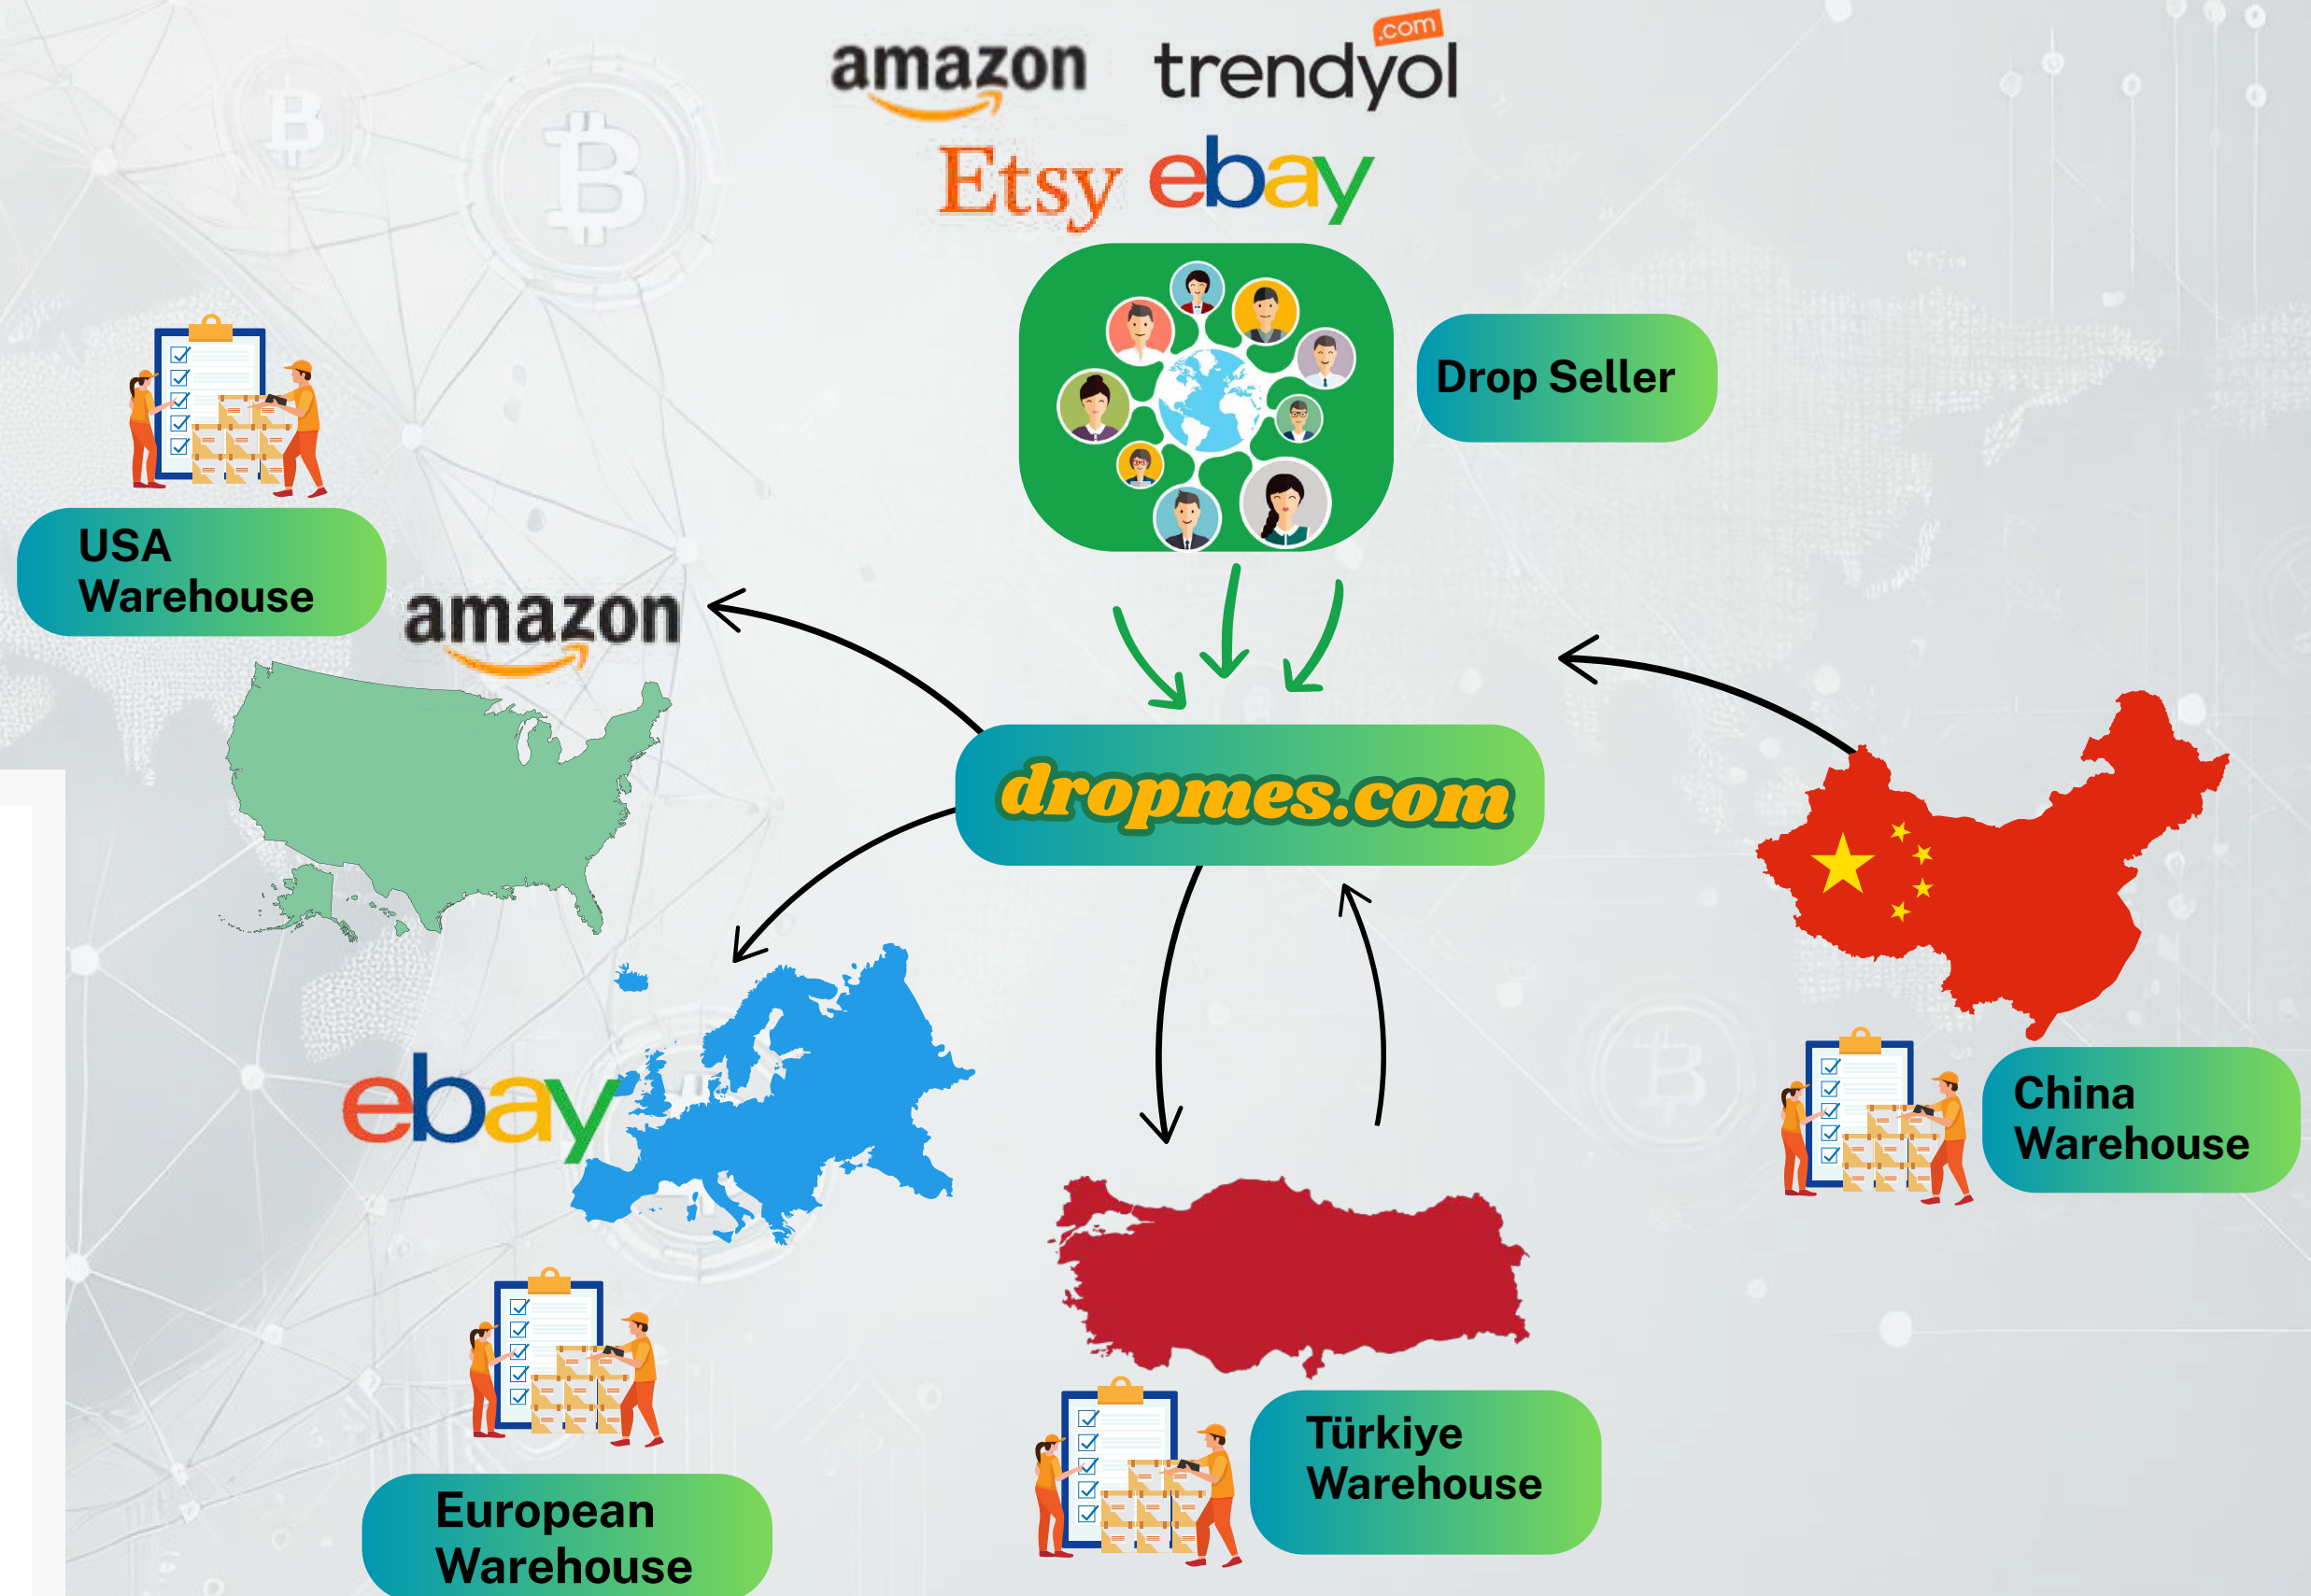 amazon
trendyol
.com
Etsy
ebay
Drop Seller
USA
Warehouse
amazon
dropmes.com
ebay
China
Warehouse
Türkiye
Warehouse
European
Warehouse